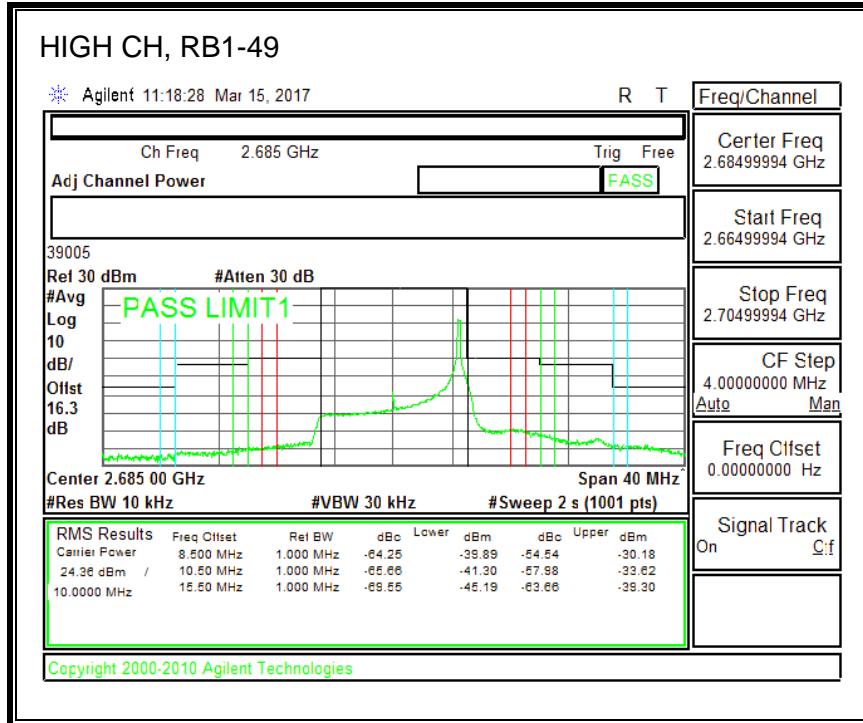 HIGH CH, RB1-49
Agilent 11:18:28 Mar 15, 2017 R T
Ch Freq 2.685 GHz Trig Free
Adj Channel Power PASS
39005
Ref 30 dBm #Atten 30 dB
#Avg
Log
10
dB/
Offst
16.3
dB
PASS LIMIT1
Center 2.685 00 GHz Span 40 MHz
#Res BW 10 kHz #VBW 30 kHz #Sweep 2 s (1001 pts)
RMS Results Freq Offset Ref BW dBc Lower dBm dBc Upper dBm
Carrier Power 8.500 MHz 1.000 MHz -64.25 -39.89 -54.54 -30.18
24.36 dBm / 10.50 MHz 1.000 MHz -65.66 -41.30 -57.98 -33.62
10.0000 MHz 15.50 MHz 1.000 MHz -69.55 -45.19 -63.66 -39.30
Copyright 2000-2010 Agilent Technologies
Freq/Channel
Center Freq
2.68499994 GHz
Start Freq
2.66499994 GHz
Stop Freq
2.70499994 GHz
CF Step
4.00000000 MHz
Auto Man
Freq Offset
0.00000000 Hz
Signal Track
On Off